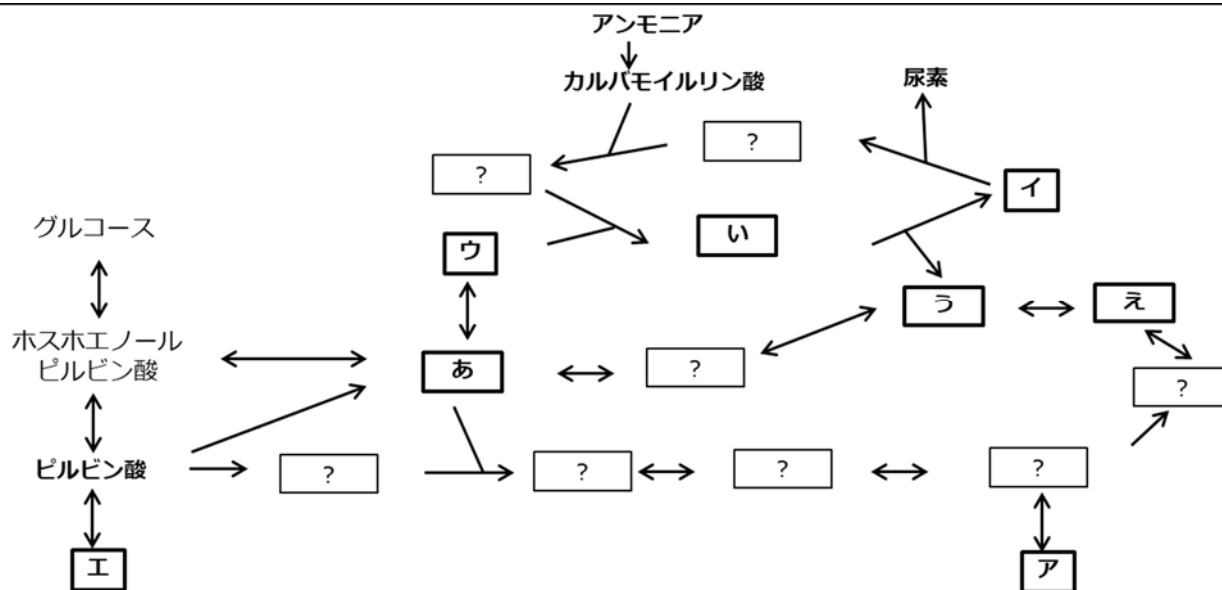 アンモニア
カルバモイルリン酸
尿素
?
?
イ
グルコース
ウ
い
う
え
ホスホエノール
ピルビン酸
あ
?
?
ピルビン酸
?
?
?
?
エ
ア